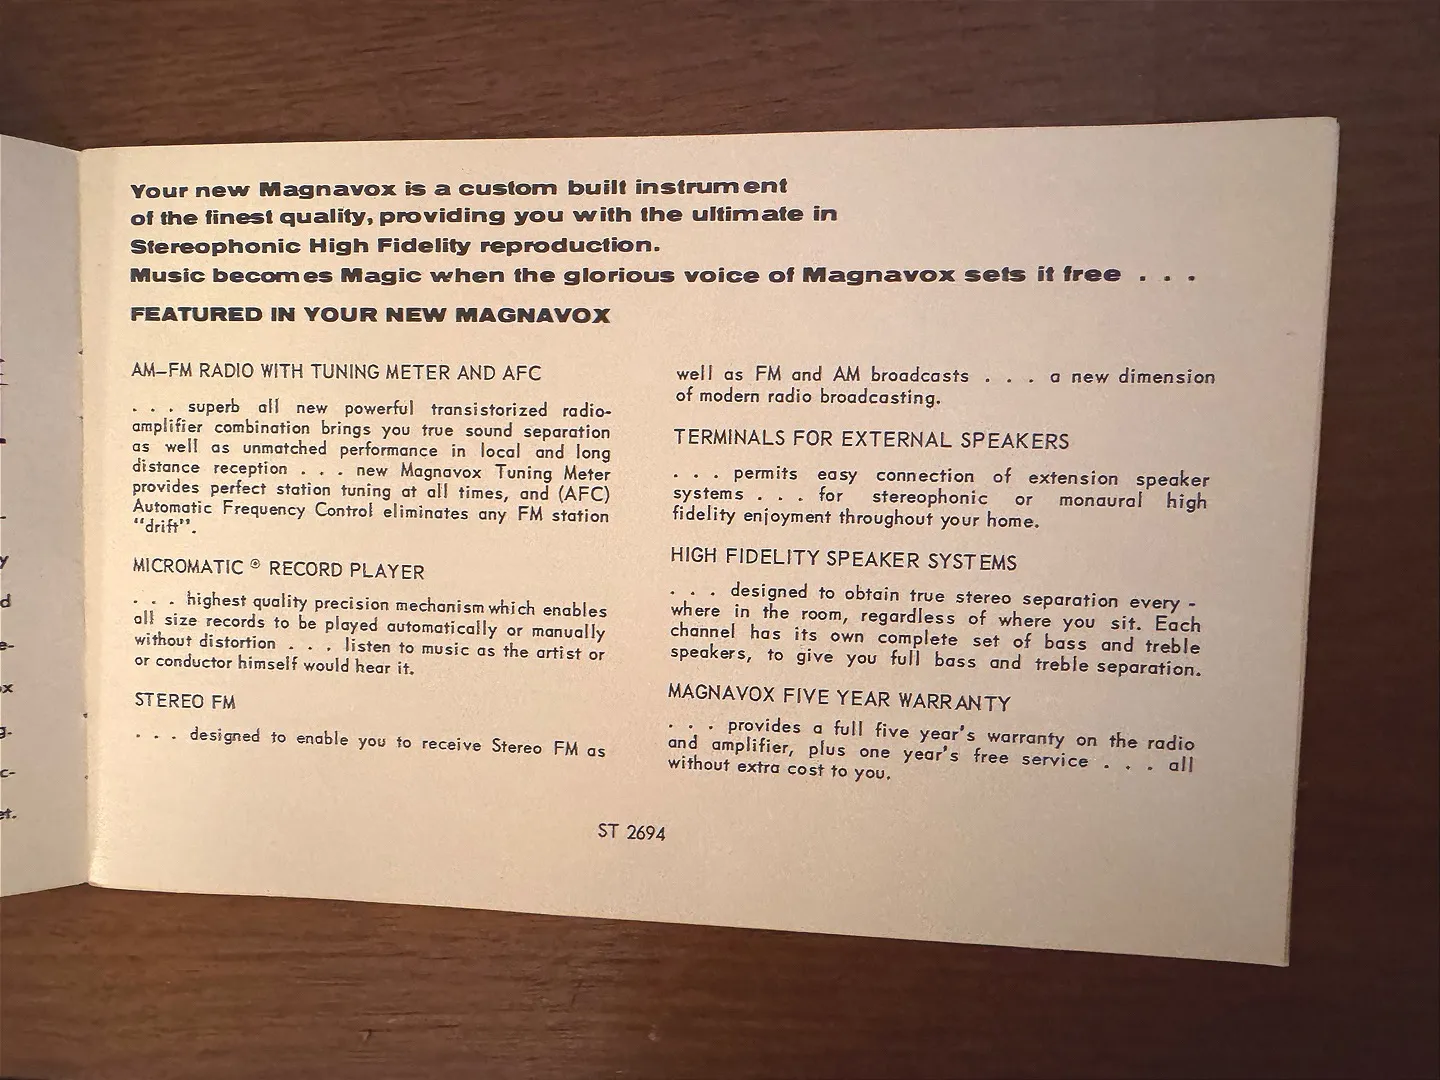 Your new Magnavox is a custom built instrument
of the finest quality, providing you with the ultimate in
Stereophonic High Fidelity reproduction.
Music becomes Magic when the glorious voice of Magnavox sets it free . . .
FEATURED IN YOUR NEW MAGNAVOX
AM–FM RADIO WITH TUNING METER AND AFC
. . . superb all new powerful transistorized radio-
amplifier combination brings you true sound separation
as well as unmatched performance in local and long
distance reception . . . new Magnavox Tuning Meter
provides perfect station tuning at all times, and (AFC)
Automatic Frequency Control eliminates any FM station
"drift".
MICROMATIC ® RECORD PLAYER
. . . highest quality precision mechanism which enables
all size records to be played automatically or manually
without distortion . . . listen to music as the artist or
or conductor himself would hear it.
STEREO FM
. . . designed to enable you to receive Stereo FM as
well as FM and AM broadcasts . . . a new dimension
of modern radio broadcasting.
TERMINALS FOR EXTERNAL SPEAKERS
. . . permits easy connection of extension speaker
systems . . . for stereophonic or monaural high
fidelity enjoyment throughout your home.
HIGH FIDELITY SPEAKER SYSTEMS
. . . designed to obtain true stereo separation every -
where in the room, regardless of where you sit. Each
channel has its own complete set of bass and treble
speakers, to give you full bass and treble separation.
MAGNAVOX FIVE YEAR WARRANTY
. . . provides a full five year's warranty on the radio
and amplifier, plus one year's free service . . . all
without extra cost to you.
ST 2694